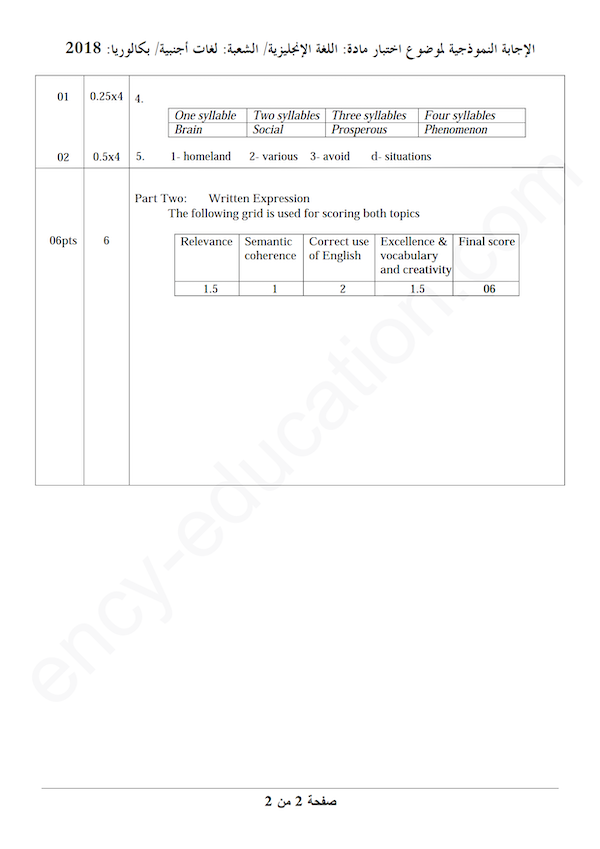 الإجابة النموذجية لموضوع اختبار مادة: اللغة الإنجليزية/ الشعبة: لغات أجنبية/ بكالوريا: 2018
01 0.25x4 4.
One syllable Two syllables Three syllables Four syllables
Brain Social Prosperous Phenomenon
02 0.5x4 5. 1- homeland 2- various 3- avoid d- situations
Part Two: Written Expression
The following grid is used for scoring both topics
06pts 6 Relevance Semantic Correct use Excellence & Final score
coherence of English vocabulary
and creativity
1.5 1 2 1.5 06
ency-education.com
صفحة 2 من 2